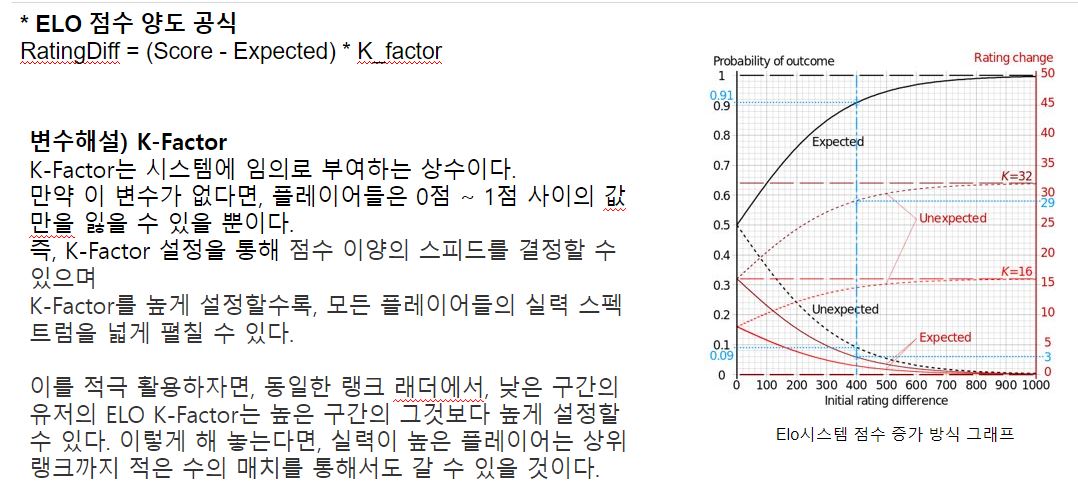 * ELO 점수 양도 공식
RatingDiff = (Score - Expected) * K_factor
변수해설) K-Factor
K-Factor는 시스템에 임의로 부여하는 상수이다.
만약 이 변수가 없다면, 플레이어들은 0점 ~ 1점 사이의 값
만을 잃을 수 있을 뿐이다.
즉, K-Factor 설정을 통해 점수 이양의 스피드를 결정할 수
있으며
K-Factor를 높게 설정할수록, 모든 플레이어들의 실력 스펙
트럼을 넓게 펼칠 수 있다.
이를 적극 활용하자면, 동일한 랭크 래더에서, 낮은 구간의
유저의 ELO K-Factor는 높은 구간의 그것보다 높게 설정할
수 있다. 이렇게 해 놓는다면, 실력이 높은 플레이어는 상위
랭크까지 적은 수의 매치를 통해서도 갈 수 있을 것이다.
Probability of outcome
Rating change
1
0.91
0.9
0.8
0.7
0.6
0.5
0.4
0.3
0.2
0.1
0.09
0
50
45
40
35
30
29
25
20
15
10
5
3
0
Expected
K=32
Unexpected
K=16
Unexpected
Expected
0 100 200 300 400 500 600 700 800 900 1000
Initial rating difference
Elo시스템 점수 증가 방식 그래프